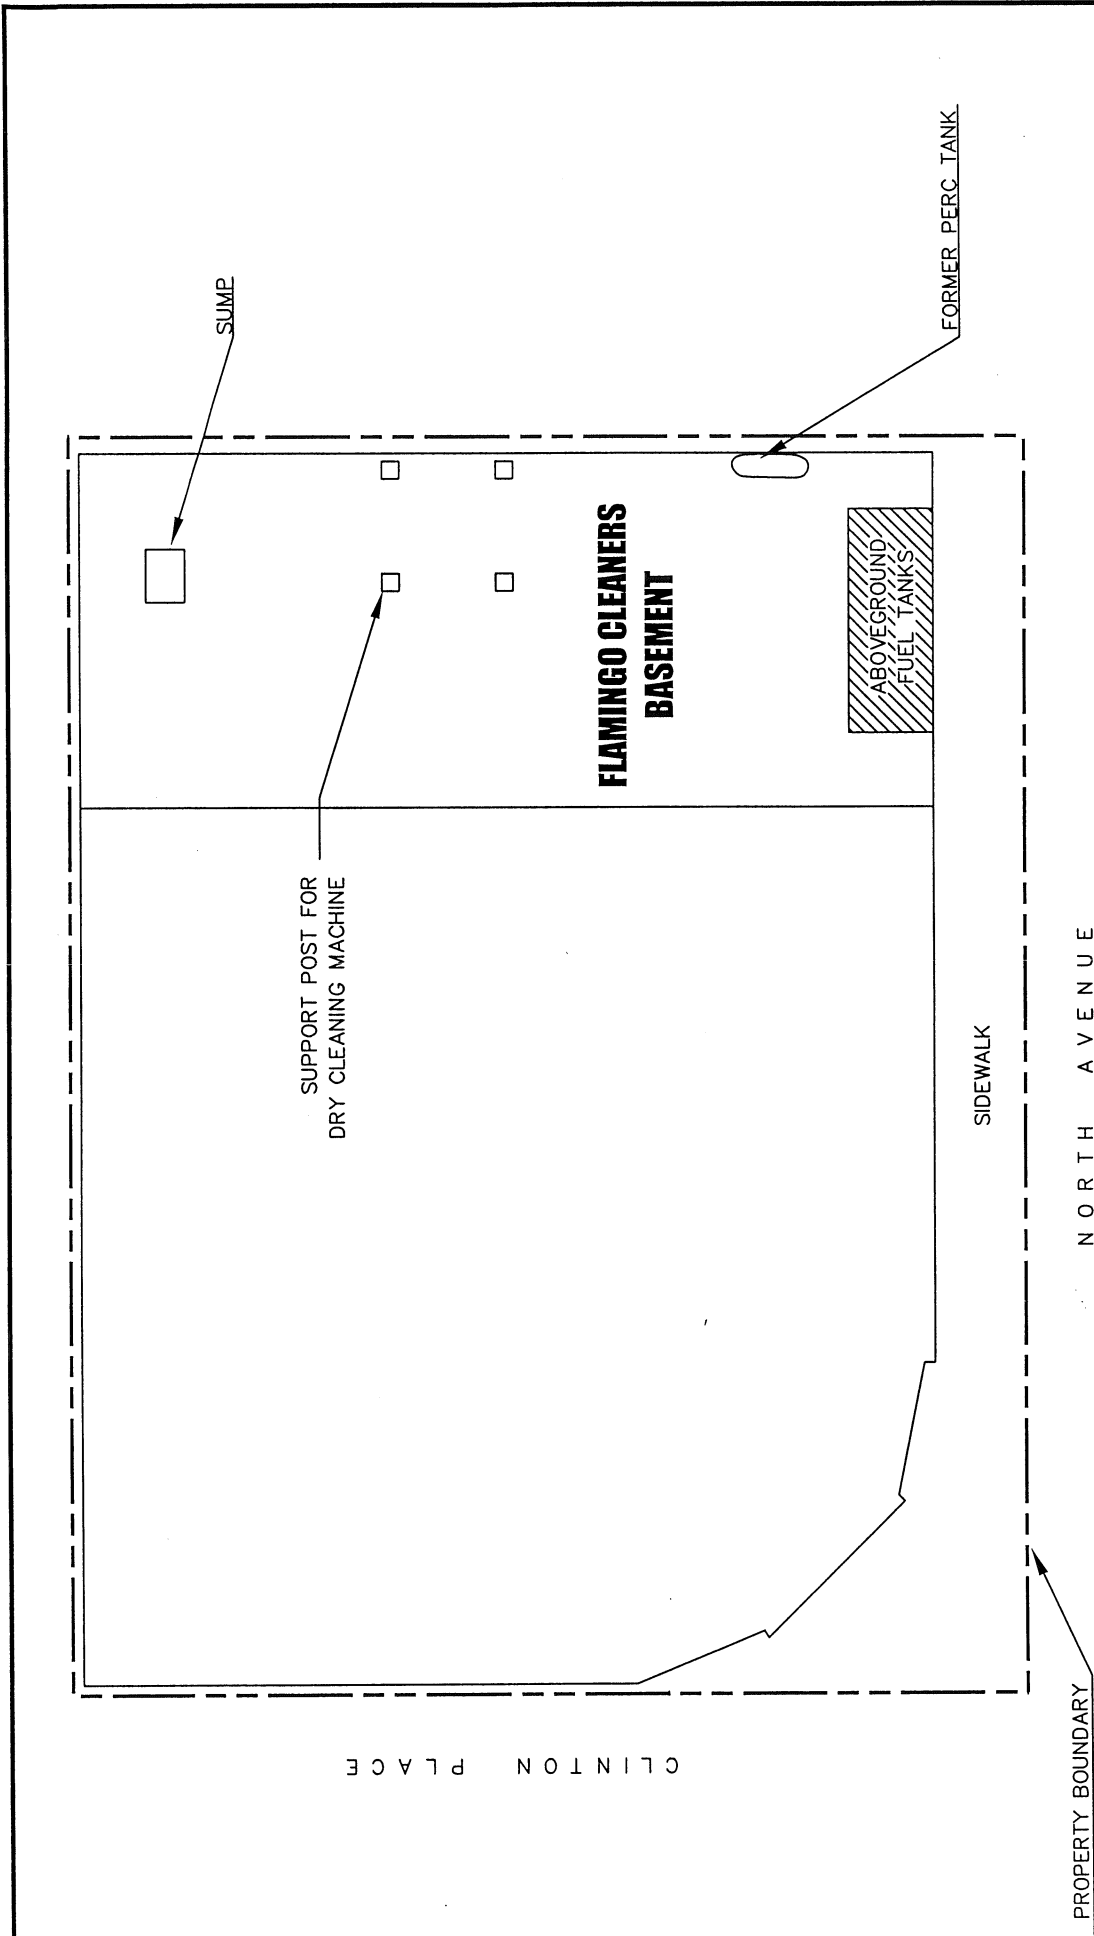 SUMP
FORMER PERC TANK
SUPPORT POST FOR
DRY CLEANING MACHINE
FLAMINGO CLEANERS
BASEMENT
ABOVEGROUND
FUEL TANKS
SIDEWALK
NORTH AVENUE
CLINTON PLACE
PROPERTY BOUNDARY